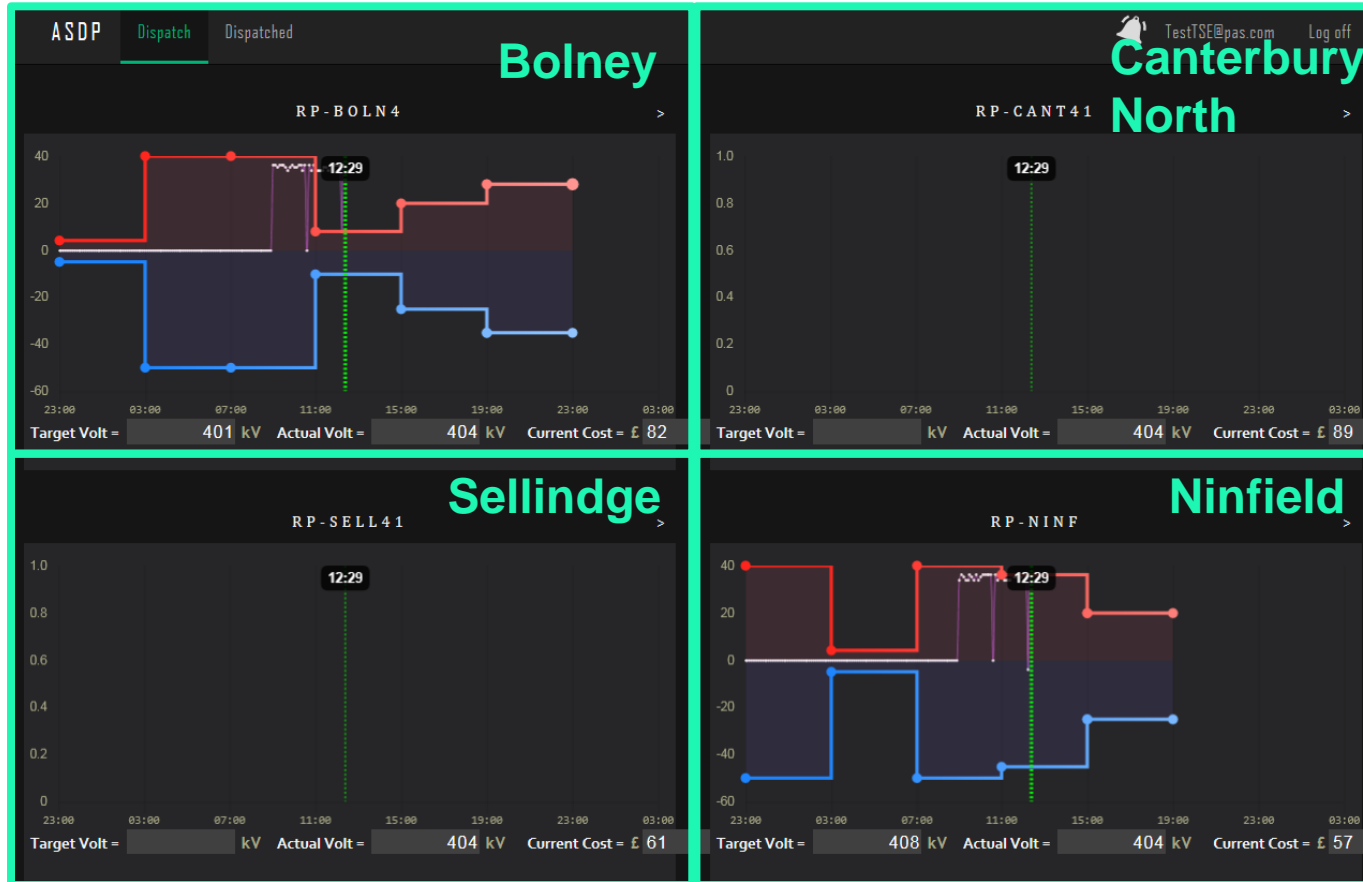 ASDP Dispatch Dispatched
TestTSE@pas.com Log off
Bolney
Canterbury
North
RP-BOLN4 >
RP-CANT41 >
12:29
40
20
0
-20
-40
-60
23:00 03:00 07:00 11:00 15:00 19:00 23:00 03:00
Target Volt = 401 kV Actual Volt = 404 kV Current Cost = £ 82
12:29
1.0
0.8
0.6
0.4
0.2
0
23:00 03:00 07:00 11:00 15:00 19:00 23:00 03:00
Target Volt = kV Actual Volt = 404 kV Current Cost = £ 89
Sellindge
RP-SELL41 >
12:29
1.0
0.8
0.6
0.4
0.2
0
23:00 03:00 07:00 11:00 15:00 19:00 23:00 03:00
Target Volt = kV Actual Volt = 404 kV Current Cost = £ 61
Ninfield
RP-NINF >
12:29
40
20
0
-20
-40
-60
23:00 03:00 07:00 11:00 15:00 19:00 23:00 03:00
Target Volt = 408 kV Actual Volt = 404 kV Current Cost = £ 57